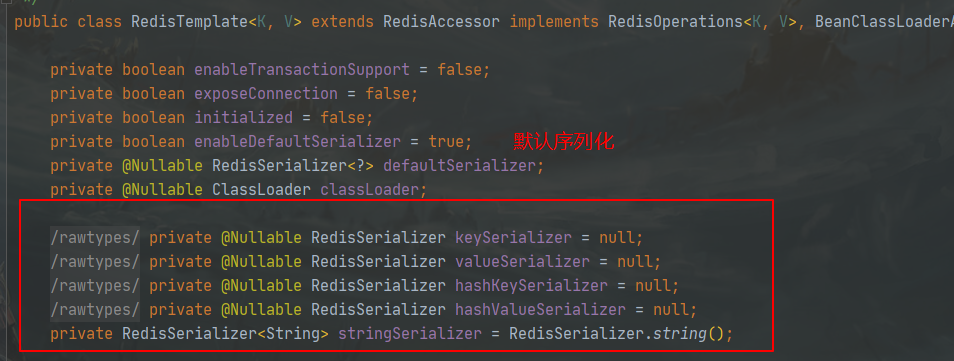 */
public class RedisTemplate<K, V> extends RedisAccessor implements RedisOperations<K, V>, BeanClassLoaderA
private boolean enableTransactionSupport = false;
private boolean exposeConnection = false;
private boolean initialized = false;
private boolean enableDefaultSerializer = true; 默认序列化
private @Nullable RedisSerializer<?> defaultSerializer;
private @Nullable ClassLoader classLoader;
/rawtypes/ private @Nullable RedisSerializer keySerializer = null;
/rawtypes/ private @Nullable RedisSerializer valueSerializer = null;
/rawtypes/ private @Nullable RedisSerializer hashKeySerializer = null;
/rawtypes/ private @Nullable RedisSerializer hashValueSerializer = null;
private RedisSerializer<String> stringSerializer = RedisSerializer.string();